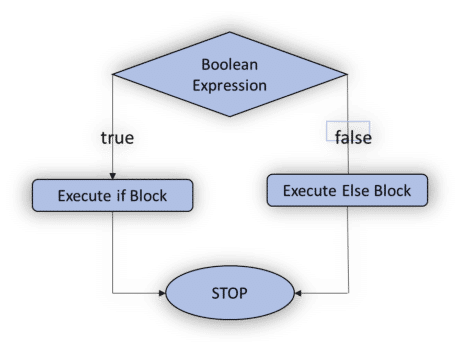 Boolean
Expression
true
false
Execute if Block
Execute Else Block
STOP